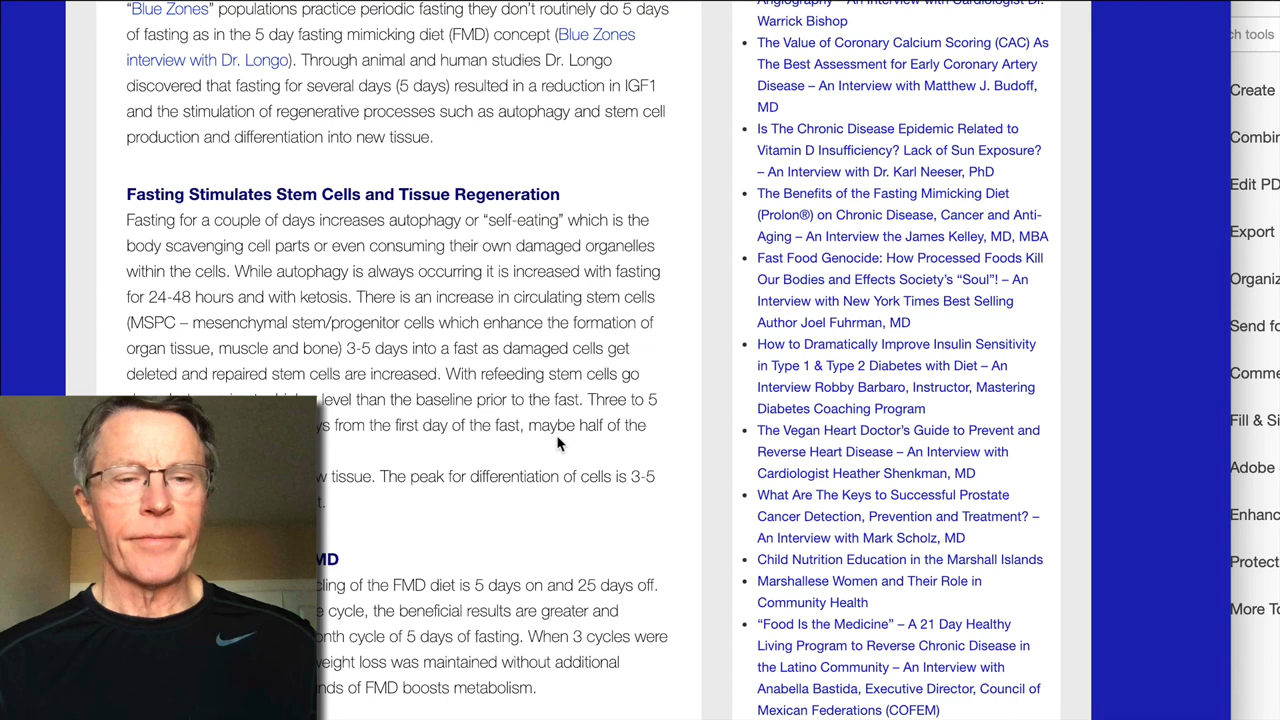 "Blue Zones" populations practice periodic fasting they don't routinely do 5 days
of fasting as in the 5 day fasting mimicking diet (FMD) concept (Blue Zones
interview with Dr. Longo). Through animal and human studies Dr. Longo
discovered that fasting for several days (5 days) resulted in a reduction in IGF1
and the stimulation of regenerative processes such as autophagy and stem cell
production and differentiation into new tissue.
Fasting Stimulates Stem Cells and Tissue Regeneration
Fasting for a couple of days increases autophagy or “self-eating” which is the
body scavenging cell parts or even consuming their own damaged organelles
within the cells. While autophagy is always occurring it is increased with fasting
for 24-48 hours and with ketosis. There is an increase in circulating stem cells
(MSPC – mesenchymal stem/progenitor cells which enhance the formation of
organ tissue, muscle and bone) 3-5 days into a fast as damaged cells get
deleted and repaired stem cells are increased. With refeeding stem cells go
level than the baseline prior to the fast. Three to 5
from the first day of the fast, maybe half of the
tissue. The peak for differentiation of cells is 3-5
MD
of the FMD diet is 5 days on and 25 days off.
cycle, the beneficial results are greater and
cycle of 5 days of fasting. When 3 cycles were
weight loss was maintained without additional
of FMD boosts metabolism.
Angiography – An Interview with Cardiologist Dr.
Warrick Bishop
• The Value of Coronary Calcium Scoring (CAC) As
The Best Assessment for Early Coronary Artery
Disease – An Interview with Matthew J. Budoff,
MD
• Is The Chronic Disease Epidemic Related to
Vitamin D Insufficiency? Lack of Sun Exposure?
– An Interview with Dr. Karl Neeser, PhD
• The Benefits of the Fasting Mimicking Diet
(Prolon®) on Chronic Disease, Cancer and Anti-
Aging – An Interview the James Kelley, MD, MBA
• Fast Food Genocide: How Processed Foods Kill
Our Bodies and Effects Society’s “Soul”! – An
Interview with New York Times Best Selling
Author Joel Fuhrman, MD
• How to Dramatically Improve Insulin Sensitivity
in Type 1 & Type 2 Diabetes with Diet – An
Interview Robby Barbaro, Instructor, Mastering
Diabetes Coaching Program
• The Vegan Heart Doctor’s Guide to Prevent and
Reverse Heart Disease – An Interview with
Cardiologist Heather Shenkman, MD
• What Are The Keys to Successful Prostate
Cancer Detection, Prevention and Treatment? –
An Interview with Mark Scholz, MD
• Child Nutrition Education in the Marshall Islands
• Marshallese Women and Their Role in
Community Health
• “Food Is the Medicine” – A 21 Day Healthy
Living Program to Reverse Chronic Disease in
the Latino Community – An Interview with
Anabella Bastida, Executive Director, Council of
Mexican Federations (COFEM)
ch tools
Create
Combin
Edit PD
Export
Organiz
Send fo
Comme
Fill & Si
Adobe
Enhanc
Protect
More To